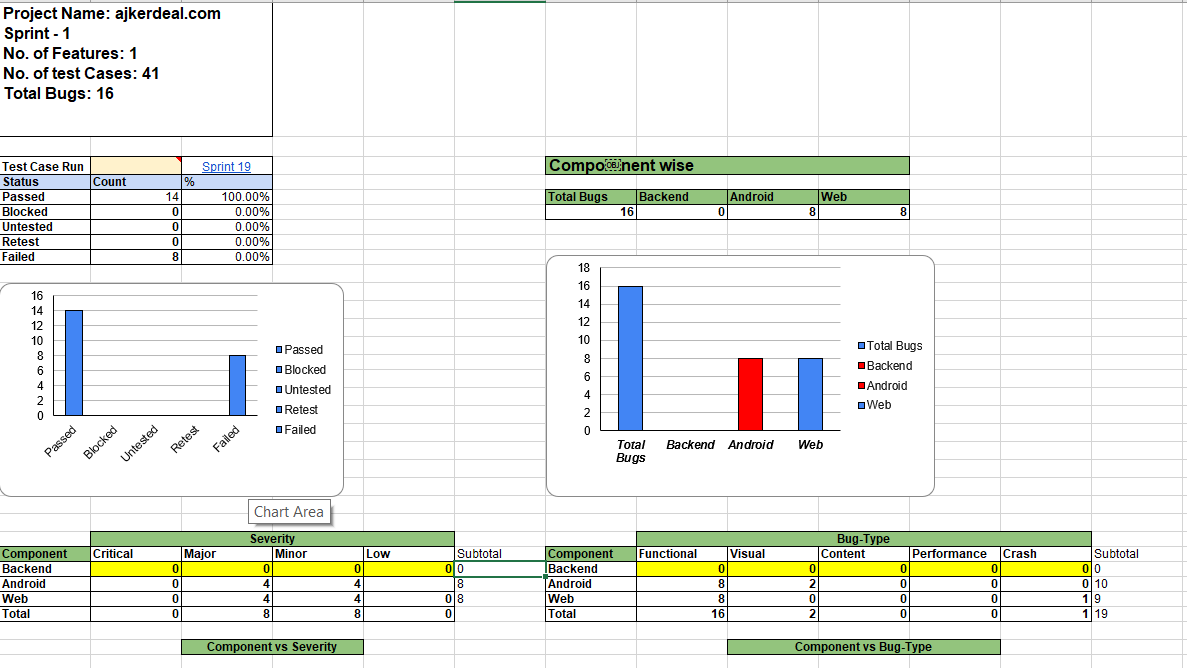 Project Name: ajkerdeal.com
Sprint - 1
No. of Features: 1
No. of test Cases: 41
Total Bugs: 16
Test Case Run Sprint 19
Status Count %
Passed 14 100.00%
Blocked 0 0.00%
Untested 0 0.00%
Retest 0 0.00%
Failed 8 0.00%
Compo OBJ nent wise
Total Bugs Backend Android Web
16 0 8 8
16
14
12
10
8
6
4
2
0
Passed Blocked Untested Retest Failed
Passed
Blocked
Untested
Retest
Failed
18
16
14
12
10
8
6
4
2
0
Total Backend Android Web
Bugs
Total Bugs
Backend
Android
Web
Chart Area
Severity
Component Critical Major Minor Low Subtotal
Backend 0 0 0 0 0
Android 0 4 4 8
Web 0 4 4 0 8
Total 0 8 8 0
Bug-Type
Component Functional Visual Content Performance Crash Subtotal
Backend 0 0 0 0 0 0
Android 8 2 0 0 0 10
Web 8 0 0 0 1 9
Total 16 2 0 0 1 19
Component vs Severity
Component vs Bug-Type